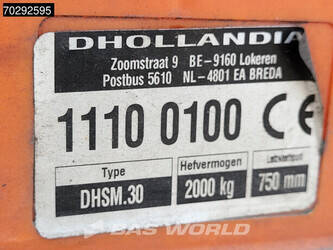 70292595
DHOLLANDIA
Zoomstraat 9 BE-9160 Lokeren
Postbus 5610 NL-4801 EA BREDA
1110 0100 CE
Type Hefvermogen Lastzwaartepunt
DHSM.30 2000 kg 750 mm
BAS WORLD